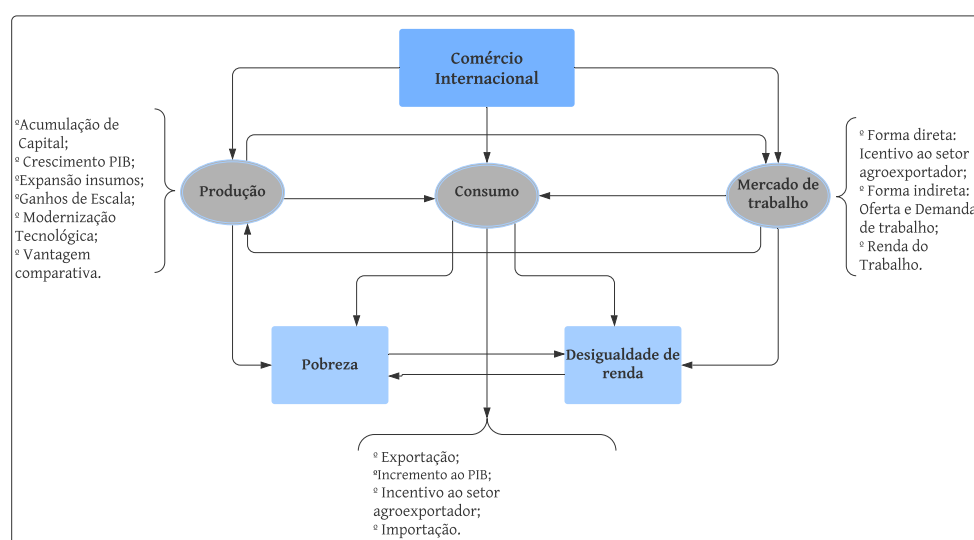 Comércio
Internacional
ºAcumulação de
Capital;
º Crescimento PIB;
ºExpansão insumos;
ºGanhos de Escala;
º Modernização
Tecnológica;
º Vantagem
comparativa.
Produção
Consumo
Mercado de
trabalho
º Forma direta:
Incentivo ao setor
agroexportador;
º Forma indireta:
Oferta e Demanda
de trabalho;
º Renda do
Trabalho.
Pobreza
Desigualdade de
renda
º Exportação;
ºIncremento ao PIB;
º Incentivo ao setor
agroexportador;
º Importação.